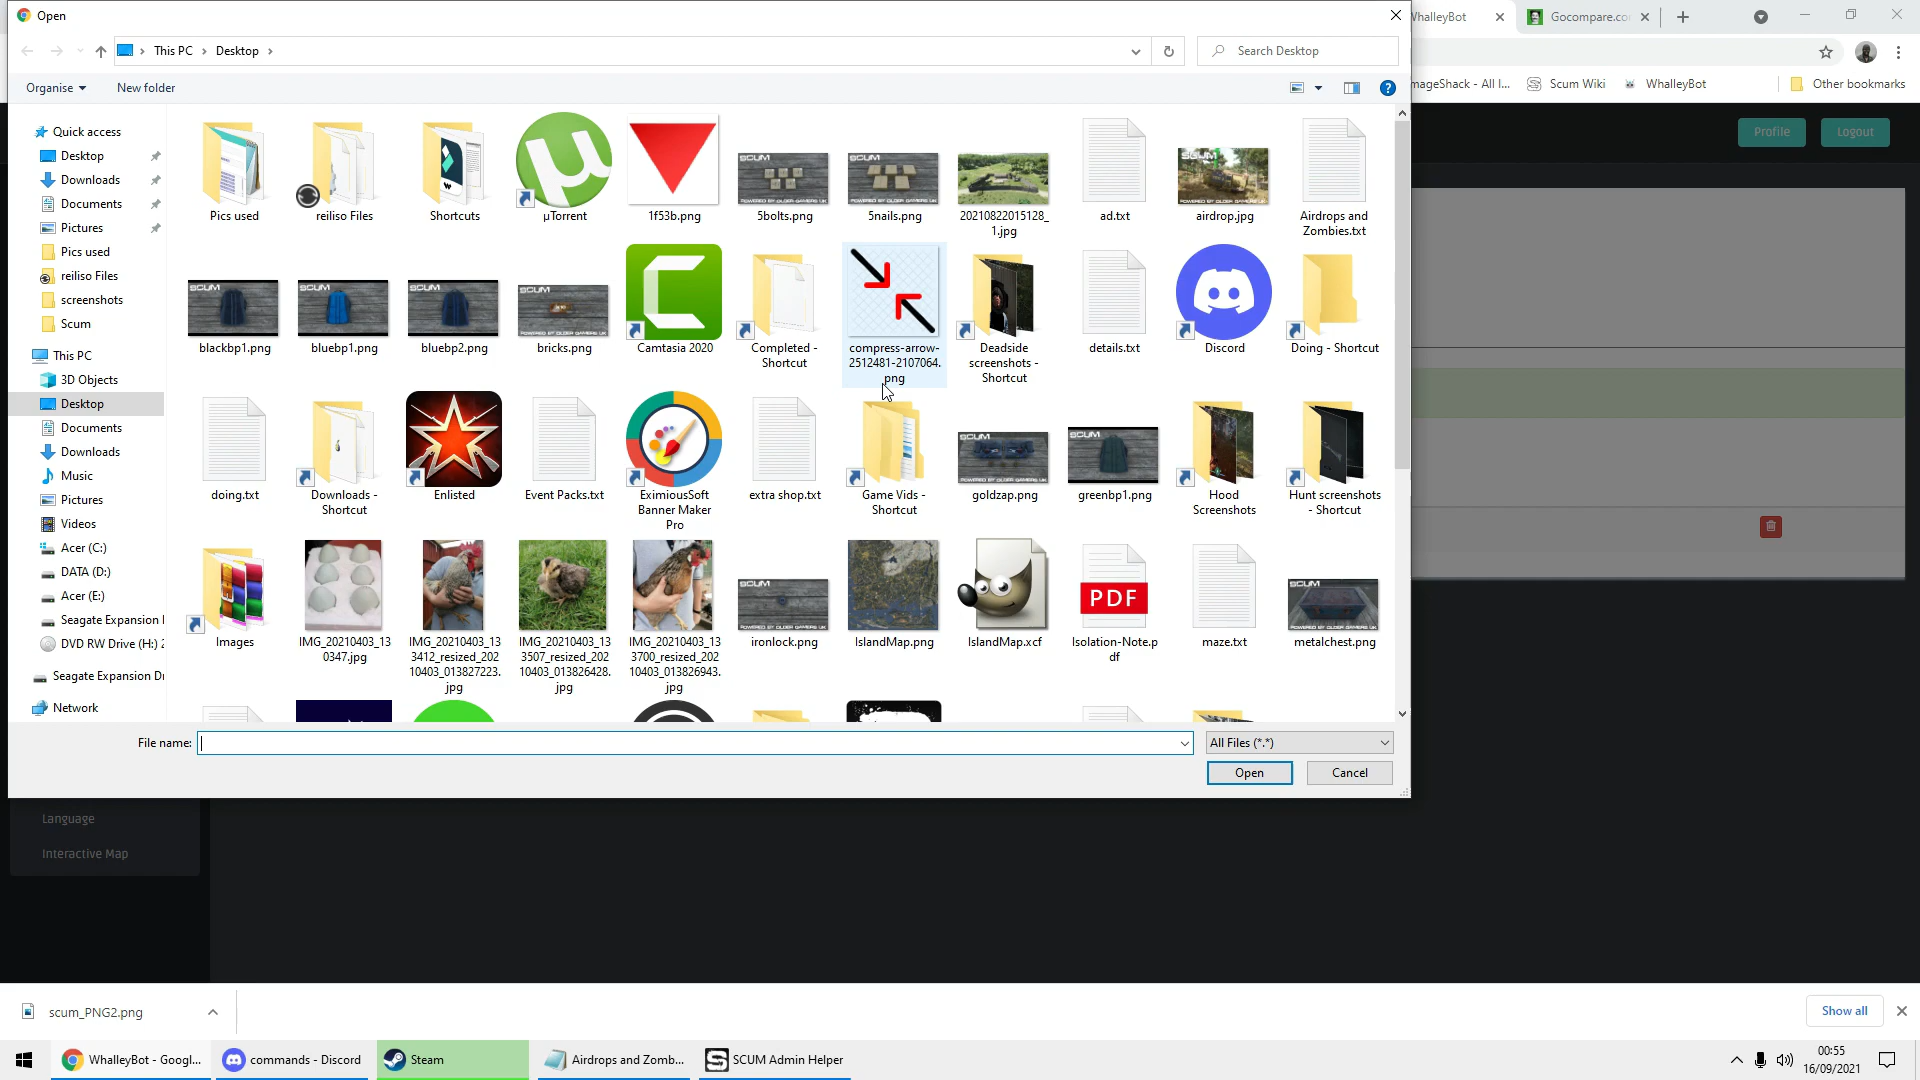 Open
WhalleyBot
Gocompare.co
This PC
Desktop
Search Desktop
Organise
New folder
mageShack - All I...
Scum Wiki
WhalleyBot
Other bookmarks
Profile
Logout
Quick access
Desktop
Downloads
Documents
Pictures
Pics used
reiliso Files
screenshots
Scum
This PC
3D Objects
Desktop
Documents
Downloads
Music
Pictures
Videos
Acer (C:)
DATA (D:)
Acer (E:)
Seagate Expansion
DVD RW Drive (H:) 2
Seagate Expansion Dr
Network
Pics used
reiliso Files
Shortcuts
µTorrent
1f53b.png
5bolts.png
5nails.png
20210822015128_
1.jpg
ad.txt
airdrop.jpg
Airdrops and
Zombies.txt
blackbp1.png
bluebp1.png
bluebp2.png
bricks.png
Camtasia 2020
Completed -
Shortcut
compress-arrow-
2512481-2107064.
png
Deadside
screenshots -
Shortcut
details.txt
Discord
Doing - Shortcut
doing.txt
Downloads -
Shortcut
Enlisted
Event Packs.txt
EximiousSoft
Banner Maker
Pro
extra shop.txt
Game Vids -
Shortcut
goldzap.png
greenbp1.png
Hood
Screenshots
Hunt screenshots
- Shortcut
Images
IMG_20210403_13
0347.jpg
IMG_20210403_13
3412_resized_202
10403_013827223.
jpg
IMG_20210403_13
3507_resized_202
10403_013826428.
jpg
IMG_20210403_13
3700_resized_202
10403_013826943.
jpg
ironlock.png
IslandMap.png
IslandMap.xcf
PDF
Isolation-Note.p
df
maze.txt
metalchest.png
File name:
All Files (*.*)
Open
Cancel
Language
Interactive Map
scum_PNG2.png
Show all
WhalleyBot - Googl...
commands - Discord
Steam
Airdrops and Zomb...
SCUM Admin Helper
00:55
16/09/2021